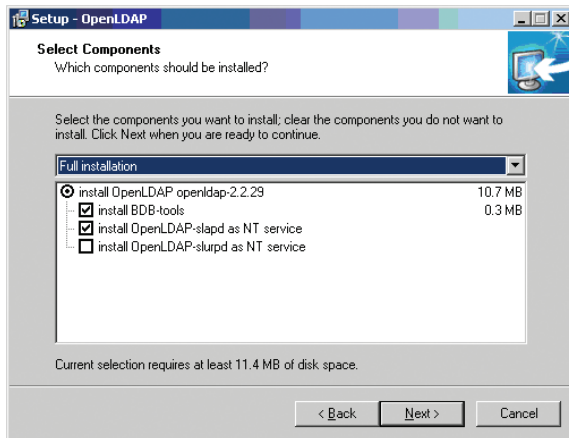 Setup - OpenLDAP
Select Components
Which components should be installed?
Select the components you want to install; clear the components you do not want to
install. Click Next when you are ready to continue.
Full installation
install OpenLDAP openldap-2.2.29 10.7 MB
install BDB-tools 0.3 MB
install OpenLDAP-slapd as NT service
install OpenLDAP-slurpd as NT service
Current selection requires at least 11.4 MB of disk space.
< Back Next > Cancel